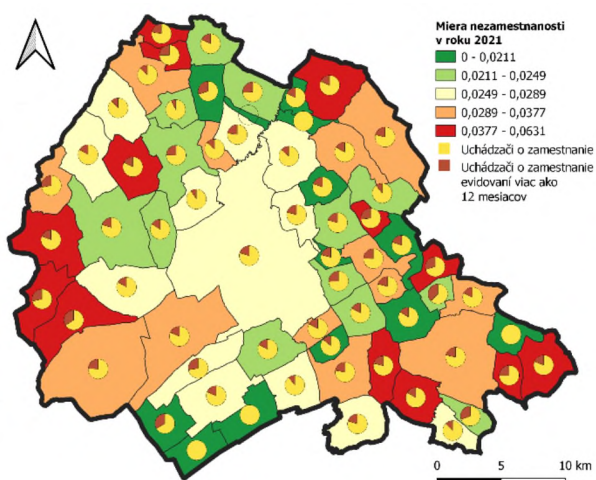 Miera nezamestnanosti
v roku 2021
0 - 0,0211
0,0211 - 0,0249
0,0249 - 0,0289
0,0289 - 0,0377
0,0377 - 0,0631
Uchádzači o zamestnanie
Uchádzači o zamestnanie
evidovaní viac ako
12 mesiacov
0 5 10 km